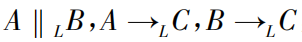 A ∥ _L B, A →_L C, B →_L C